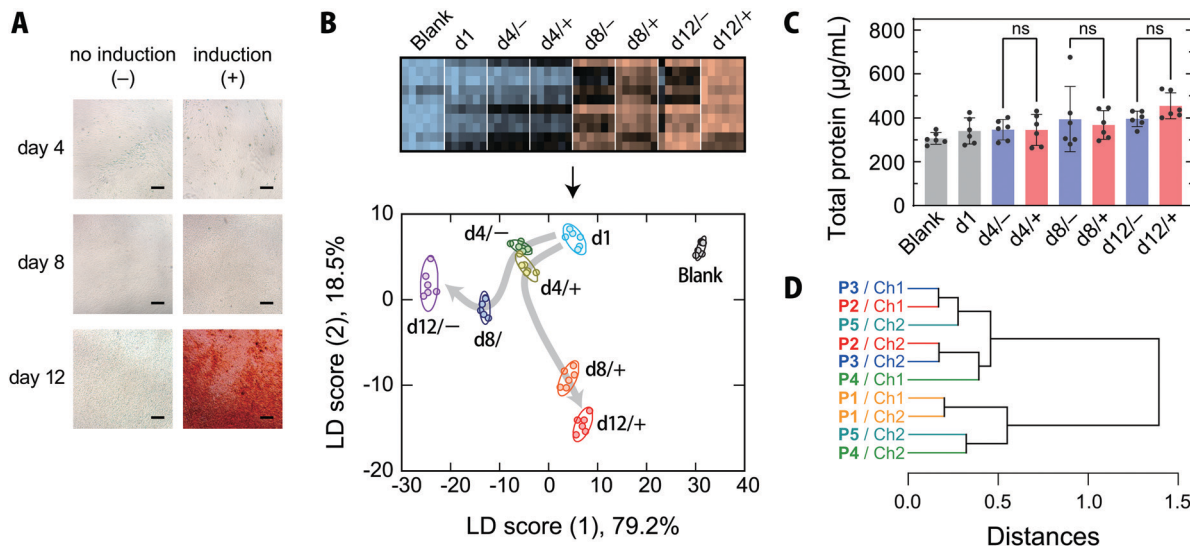 A
no induction
(–)
induction
(+)
day 4
day 8
day 12
B
Blank
d1
d4/–
d4/+
d8/–
d8/+
d12/–
d12/+
10
0
−10
−20
LD score (2), 18.5%
d4/−
d1
d4/+
Blank
d12/−
d8/
d8/+
d12/+
−30
−20
−10
0
10
20
30
40
LD score (1), 79.2%
C
Total protein (µg/mL)
800
600
400
200
0
ns
ns
ns
Blank
d1
d4/−
d4/+
d8/−
d8/+
d12/−
d12/+
D
P3 / Ch1
P2 / Ch1
P5 / Ch2
P2 / Ch2
P3 / Ch2
P4 / Ch1
P1 / Ch1
P1 / Ch2
P5 / Ch2
P4 / Ch2
0.0
0.5
1.0
1.5
Distances